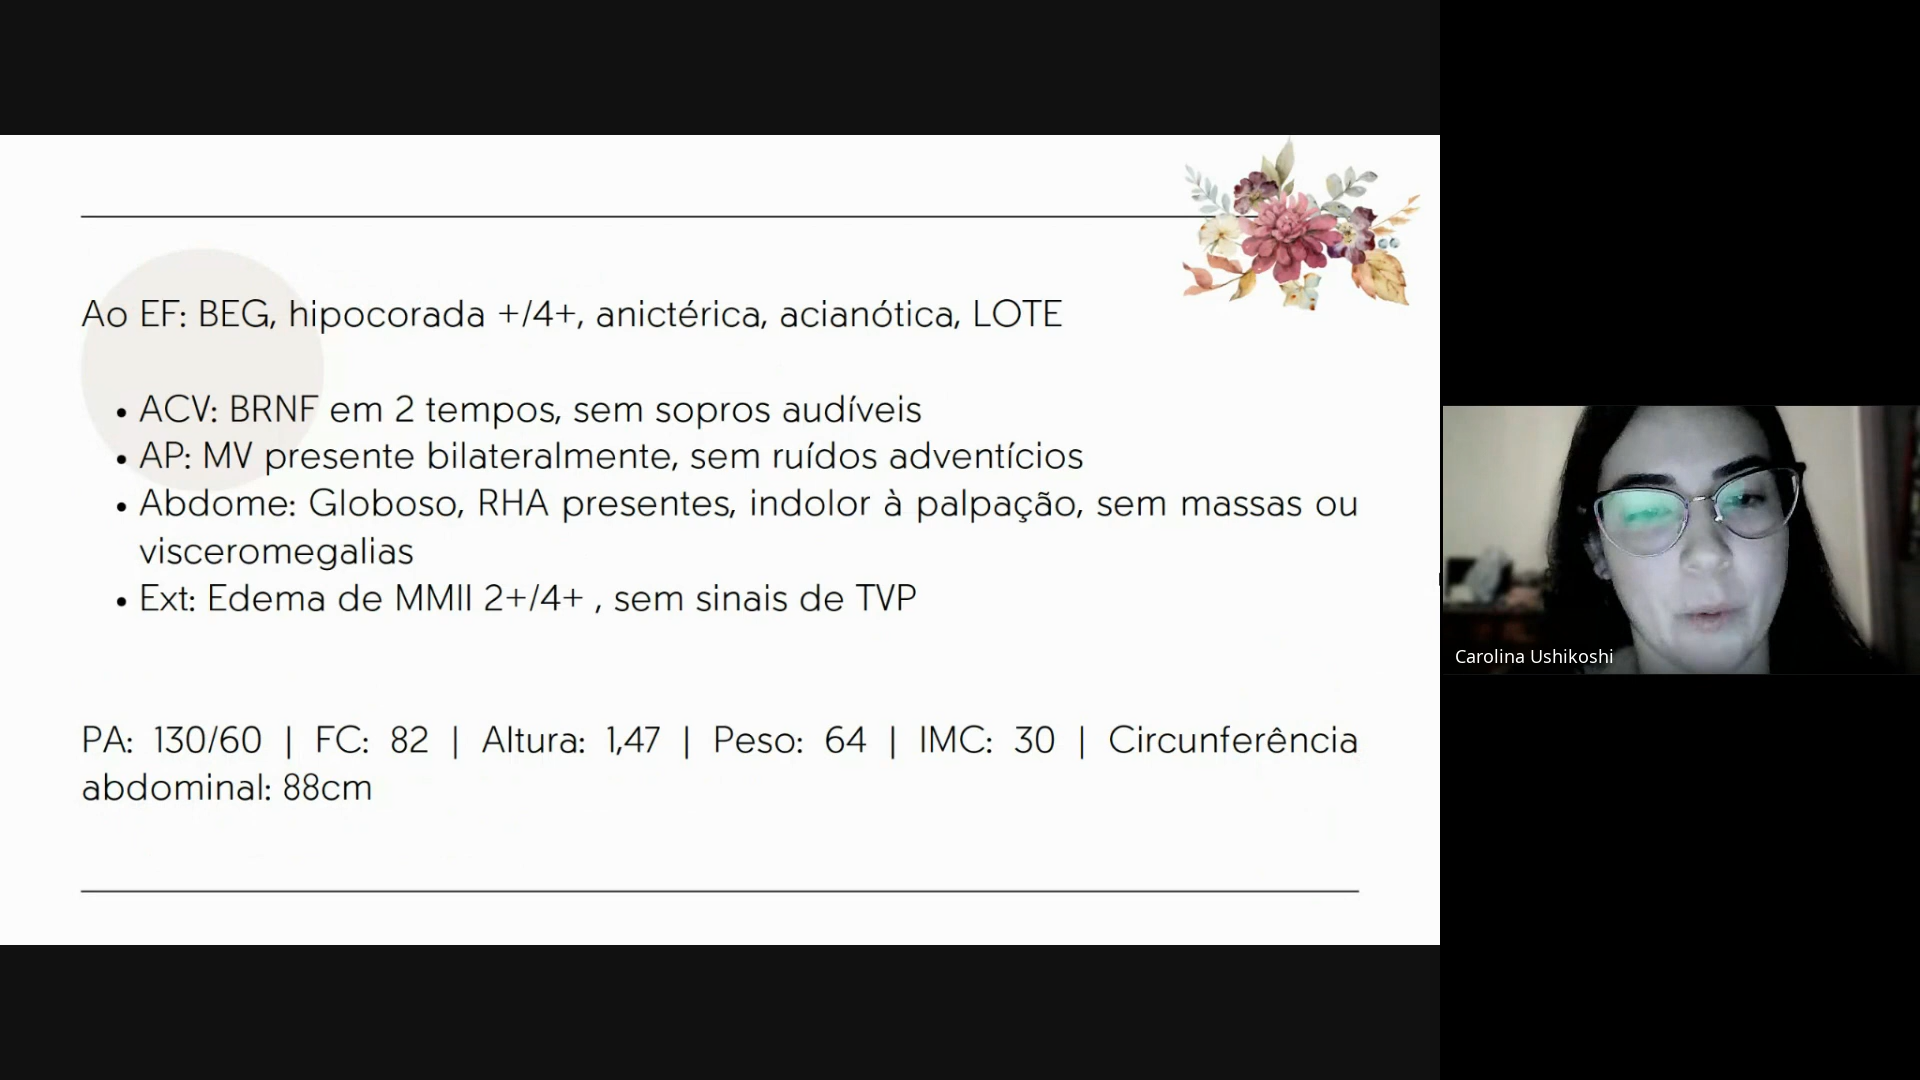 Ao EF: BEG, hipocorada +/4+, anictérica, acianótica, LOTE
• ACV: BRNF em 2 tempos, sem sopros audíveis
• AP: MV presente bilateralmente, sem ruídos adventícios
• Abdome: Globoso, RHA presentes, indolor à palpação, sem massas ou
visceromegalias
• Ext: Edema de MMII 2+/4+ , sem sinais de TVP
PA: 130/60 | FC: 82 | Altura: 1,47 | Peso: 64 | IMC: 30 | Circunferência
abdominal: 88cm
Carolina Ushikoshi